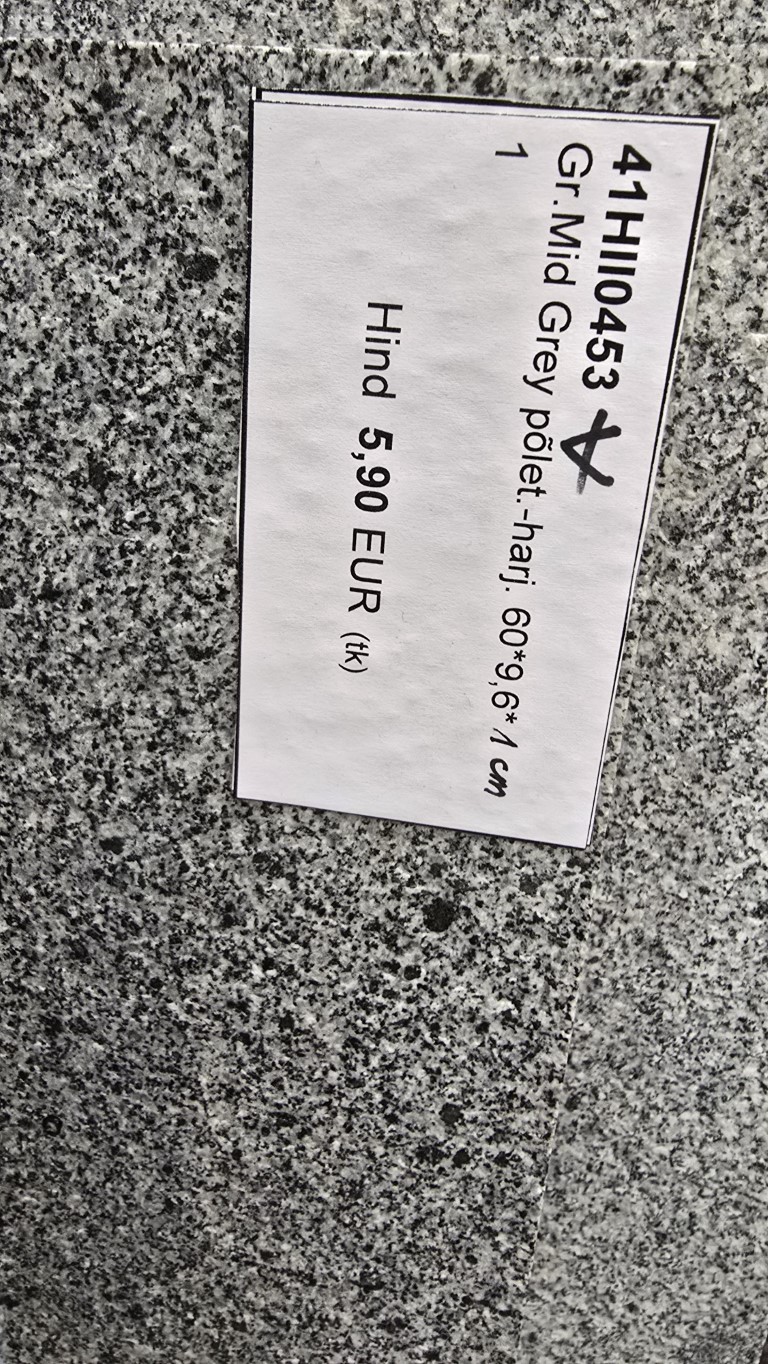 41HII0453 V
Gr.Mid Grey põlet.-harj. 60*9,6*1 cm
1
Hind 5,90 EUR (tk)